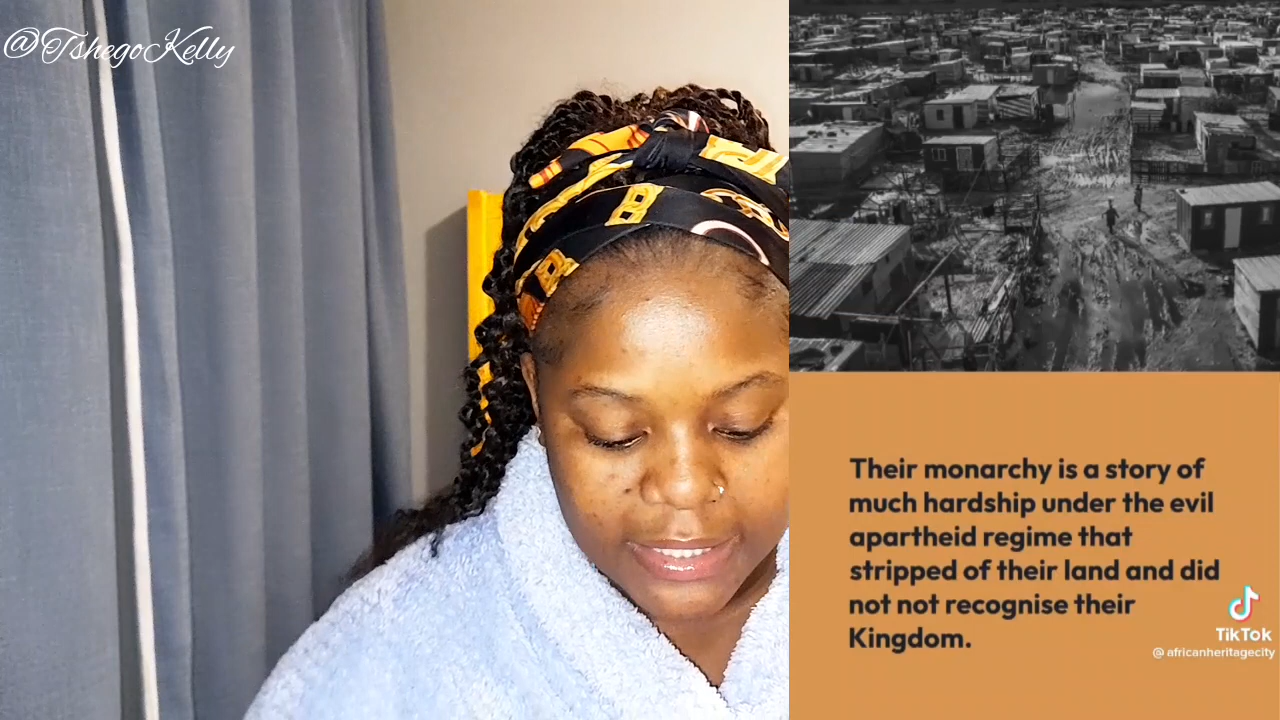 @TshegoKelly
Their monarchy is a story of
much hardship under the evil
apartheid regime that
stripped of their land and did
not not recognise their
Kingdom.
TikTok
@ africanheritagecity